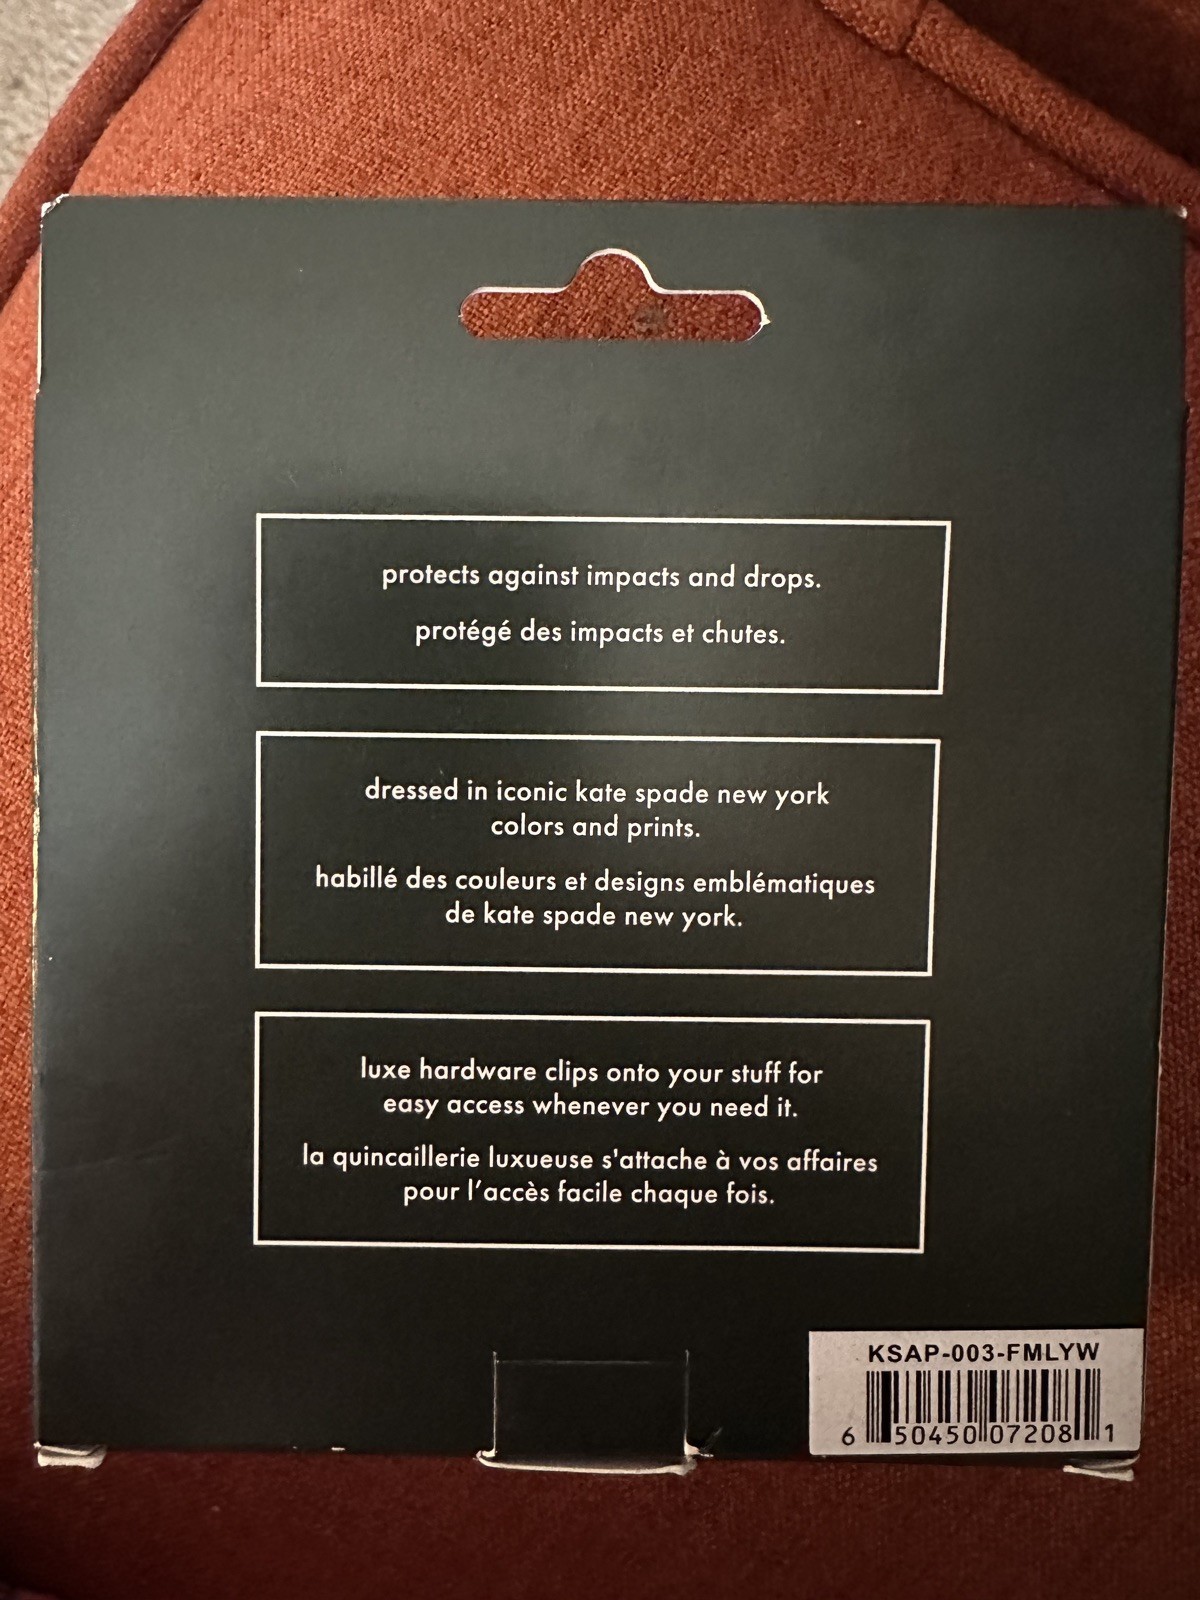 protects against impacts and drops.
protégé des impacts et chutes.
dressed in iconic kate spade new york
colors and prints.
habillé des couleurs et designs emblématiques
de kate spade new york.
luxe hardware clips onto your stuff for
easy access whenever you need it.
la quincaillerie luxueuse s'attache à vos affaires
pour l'accès facile chaque fois.
KSAP-003-FMLYW
6 50450 07208 1